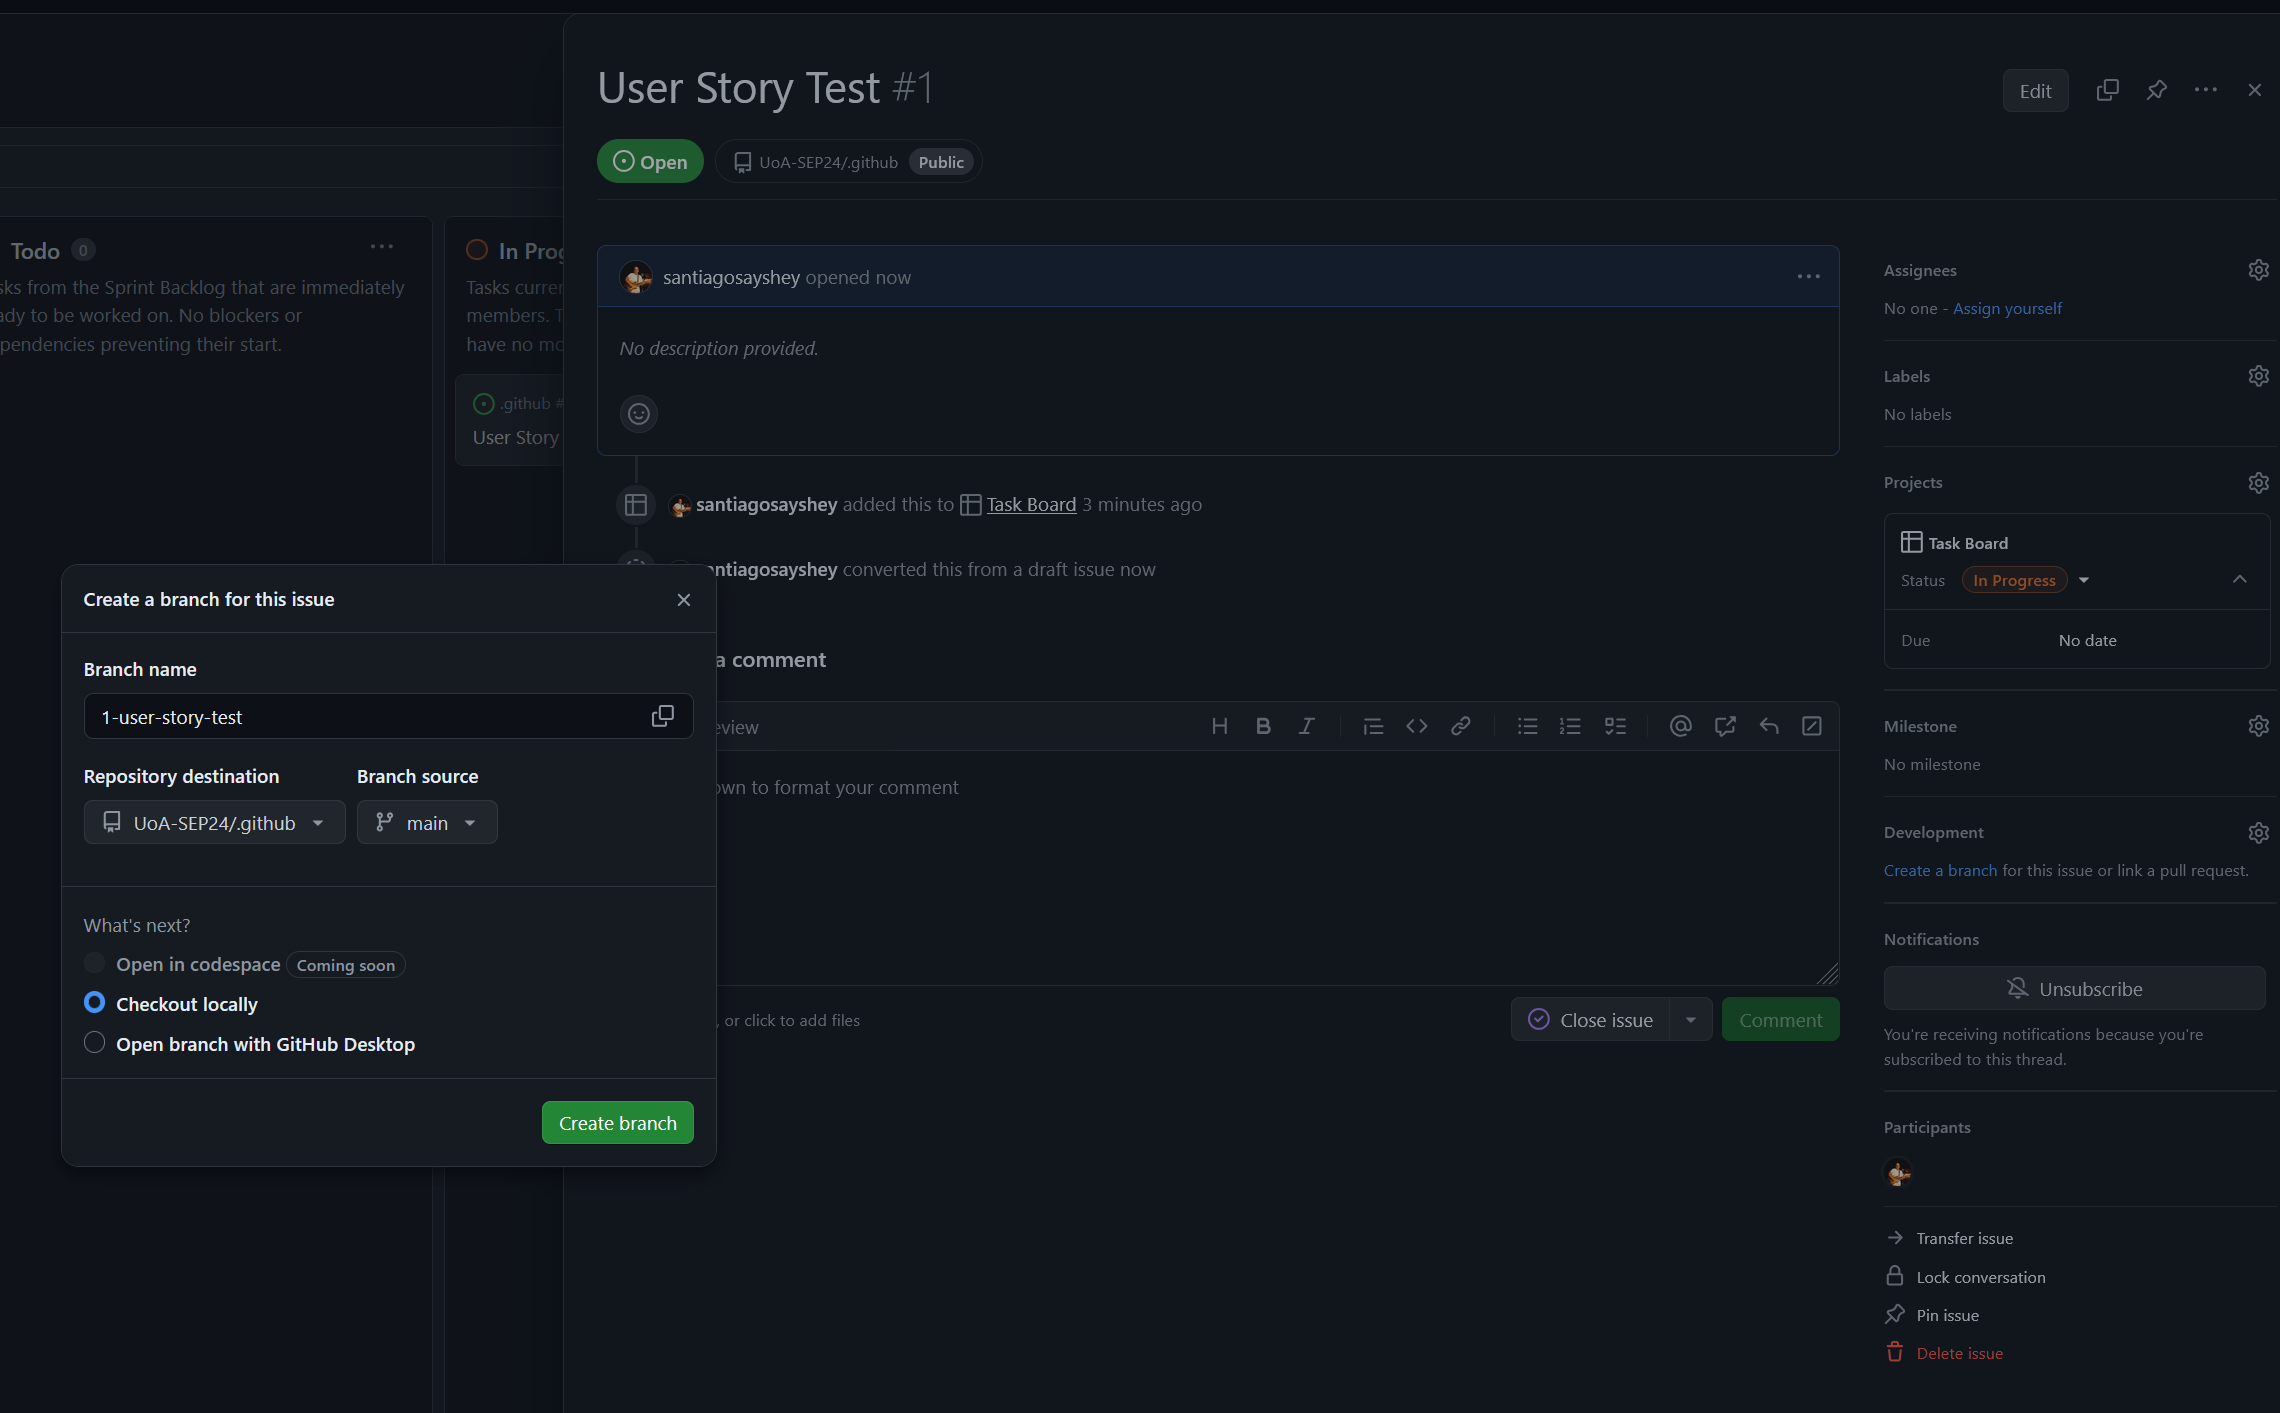 User Story Test #1
Edit
Open
UoA-SEP24/.github Public
Todo 0
sks from the Sprint Backlog that are immediately
ady to be worked on. No blockers or
pendencies preventing their start.
In Prog
Tasks currer
members. T
have no mo
.github #
User Story
santiagosayshey opened now
No description provided.
santiagosayshey added this to Task Board 3 minutes ago
ntiagosayshey converted this from a draft issue now
a comment
eview
own to format your comment
, or click to add files
Close issue
Comment
Create a branch for this issue
Branch name
1-user-story-test
Repository destination
Branch source
UoA-SEP24/.github
main
What's next?
Open in codespace Coming soon
Checkout locally
Open branch with GitHub Desktop
Create branch
Assignees
No one - Assign yourself
Labels
No labels
Projects
Task Board
Status In Progress
Due No date
Milestone
No milestone
Development
Create a branch for this issue or link a pull request.
Notifications
Unsubscribe
You're receiving notifications because you're
subscribed to this thread.
Participants
Transfer issue
Lock conversation
Pin issue
Delete issue